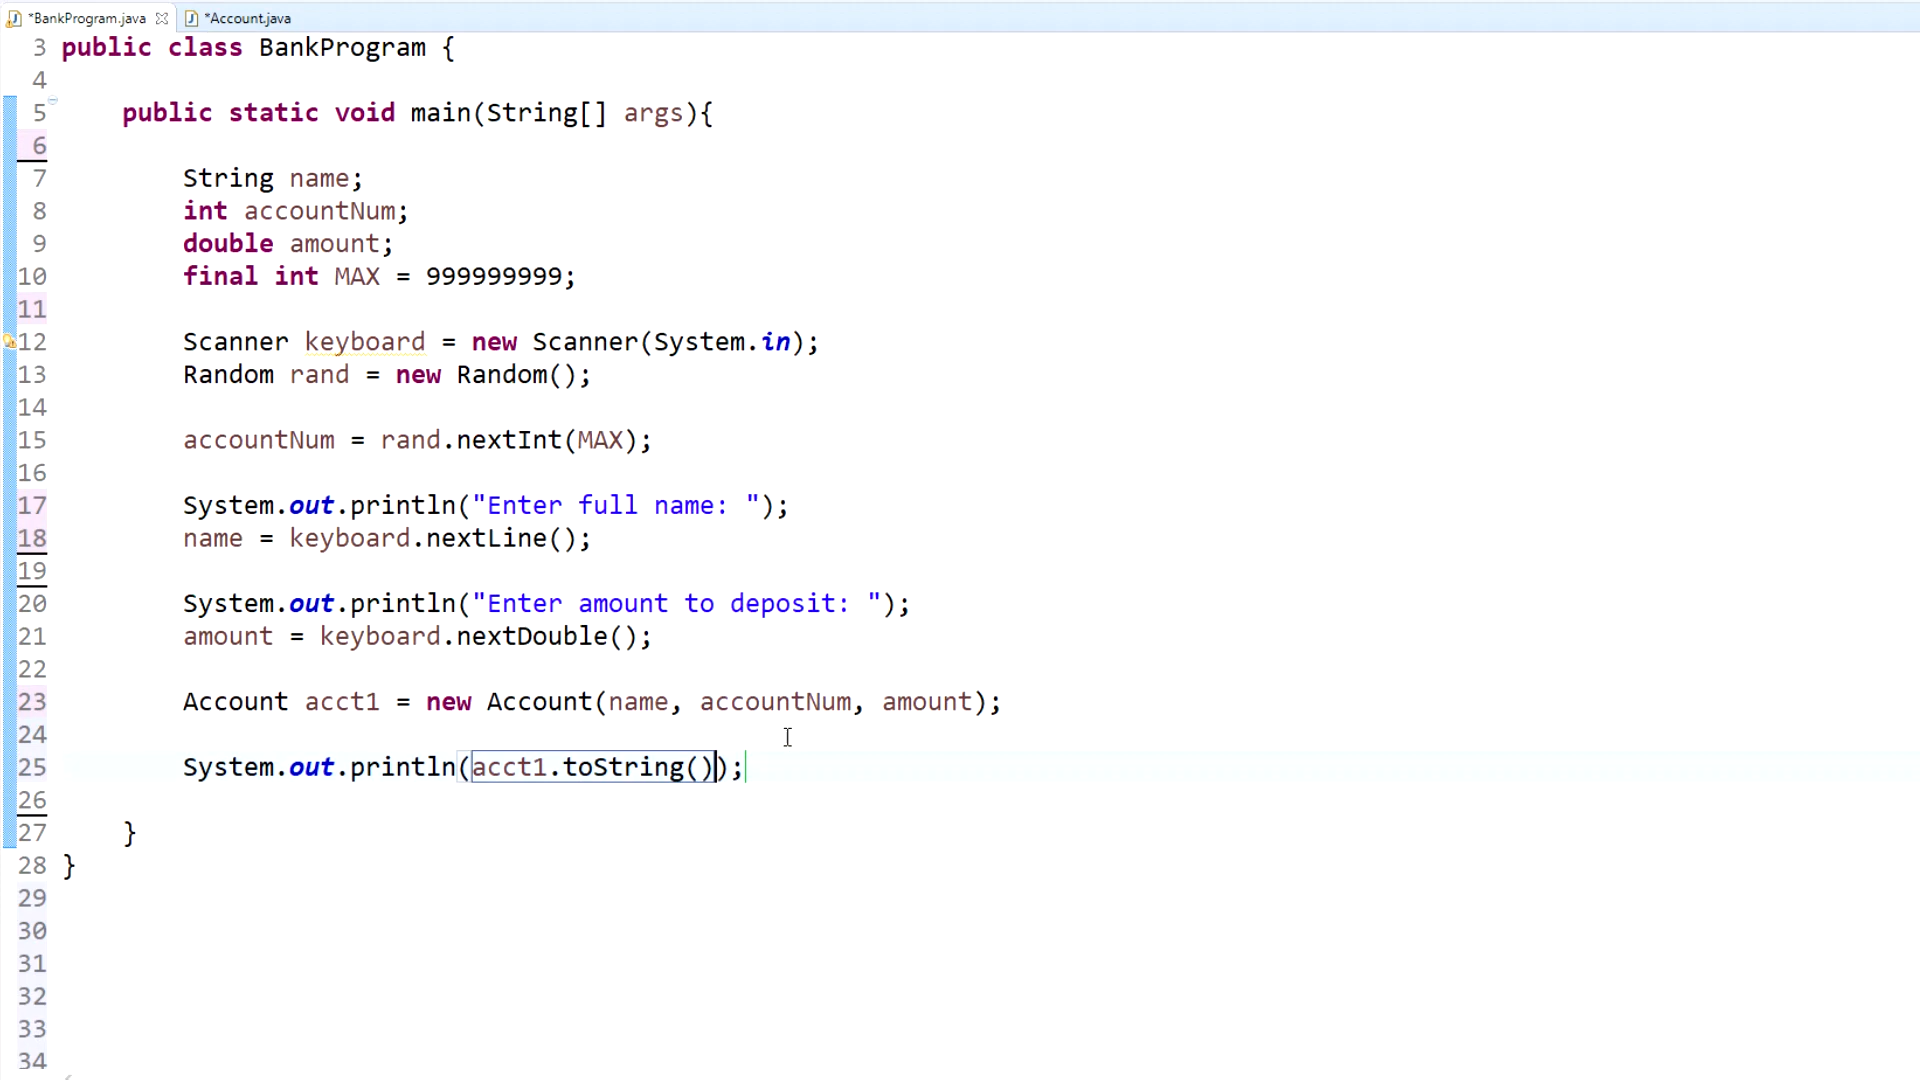 *BankProgram.java *Account.java
3 public class BankProgram {
4
5 public static void main(String[] args){
6
7 String name;
8 int accountNum;
9 double amount;
10 final int MAX = 999999999;
11
12 Scanner keyboard = new Scanner(System.in);
13 Random rand = new Random();
14
15 accountNum = rand.nextInt(MAX);
16
17 System.out.println("Enter full name: ");
18 name = keyboard.nextLine();
19
20 System.out.println("Enter amount to deposit: ");
21 amount = keyboard.nextDouble();
22
23 Account acct1 = new Account(name, accountNum, amount);
24
25 System.out.println(acct1.toString());
26
27 }
28 }
29
30
31
32
33
34